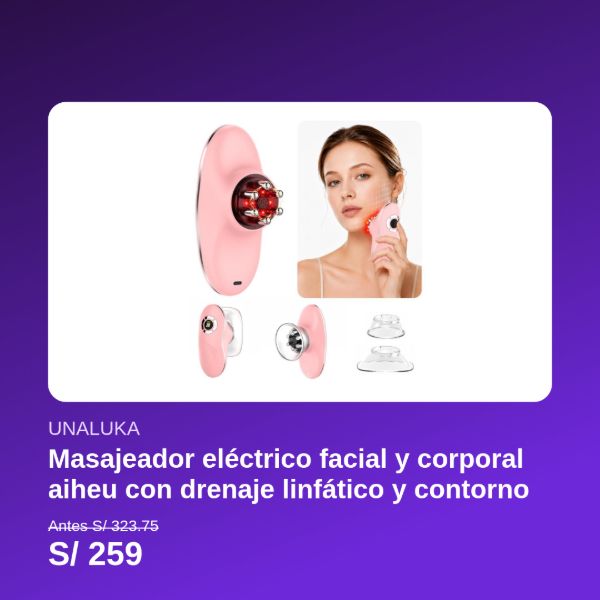 UNALUKA
Masajeador eléctrico facial y corporal
aiheu con drenaje linfático y contorno
Antes S/ 323.75
S/ 259